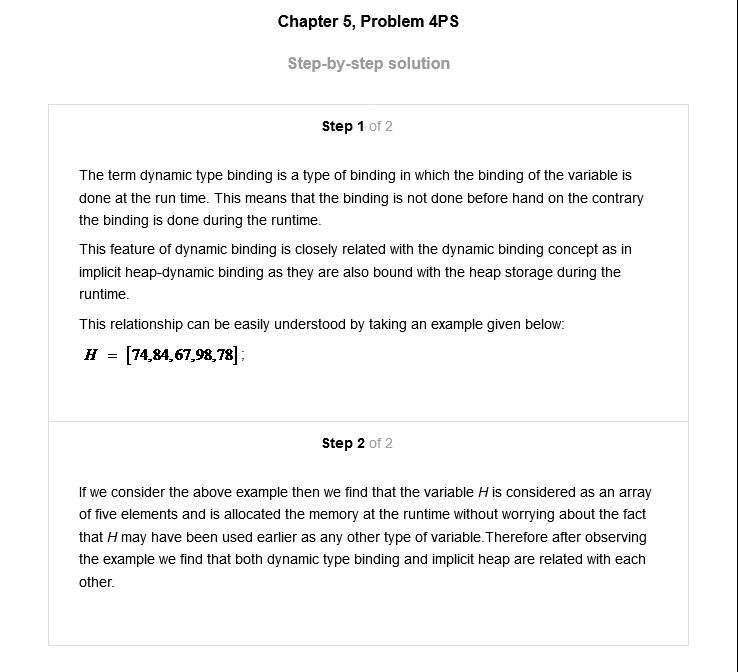 Chapter 5, Problem 4PS
Step-by-step solution
Step 1 of 2
The term dynamic type binding is a type of binding in which the binding of the variable is
done at the run time. This means that the binding is not done before hand on the contrary
the binding is done during the runtime.
This feature of dynamic binding is closely related with the dynamic binding concept as in
implicit heap-dynamic binding as they are also bound with the heap storage during the
runtime.
This relationship can be easily understood by taking an example given below:
H = [74,84,67,98,78];
Step 2 of 2
If we consider the above example then we find that the variable H is considered as an array
of five elements and is allocated the memory at the runtime without worrying about the fact
that H may have been used earlier as any other type of variable.Therefore after observing
the example we find that both dynamic type binding and implicit heap are related with each
other.